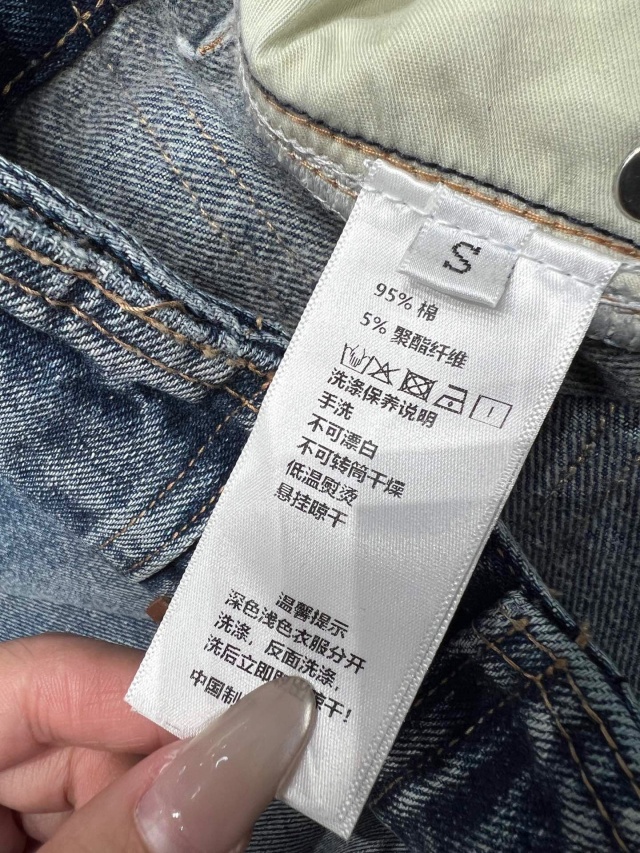 S
95% 棉
5% 聚酯纤维
洗涤保养说明
手洗
不可漂白
不可转筒干燥
低温熨烫
悬挂晾干
温馨提示
深色浅色衣服分开
洗涤，反面洗涤，
洗后立即晾干！
中国制